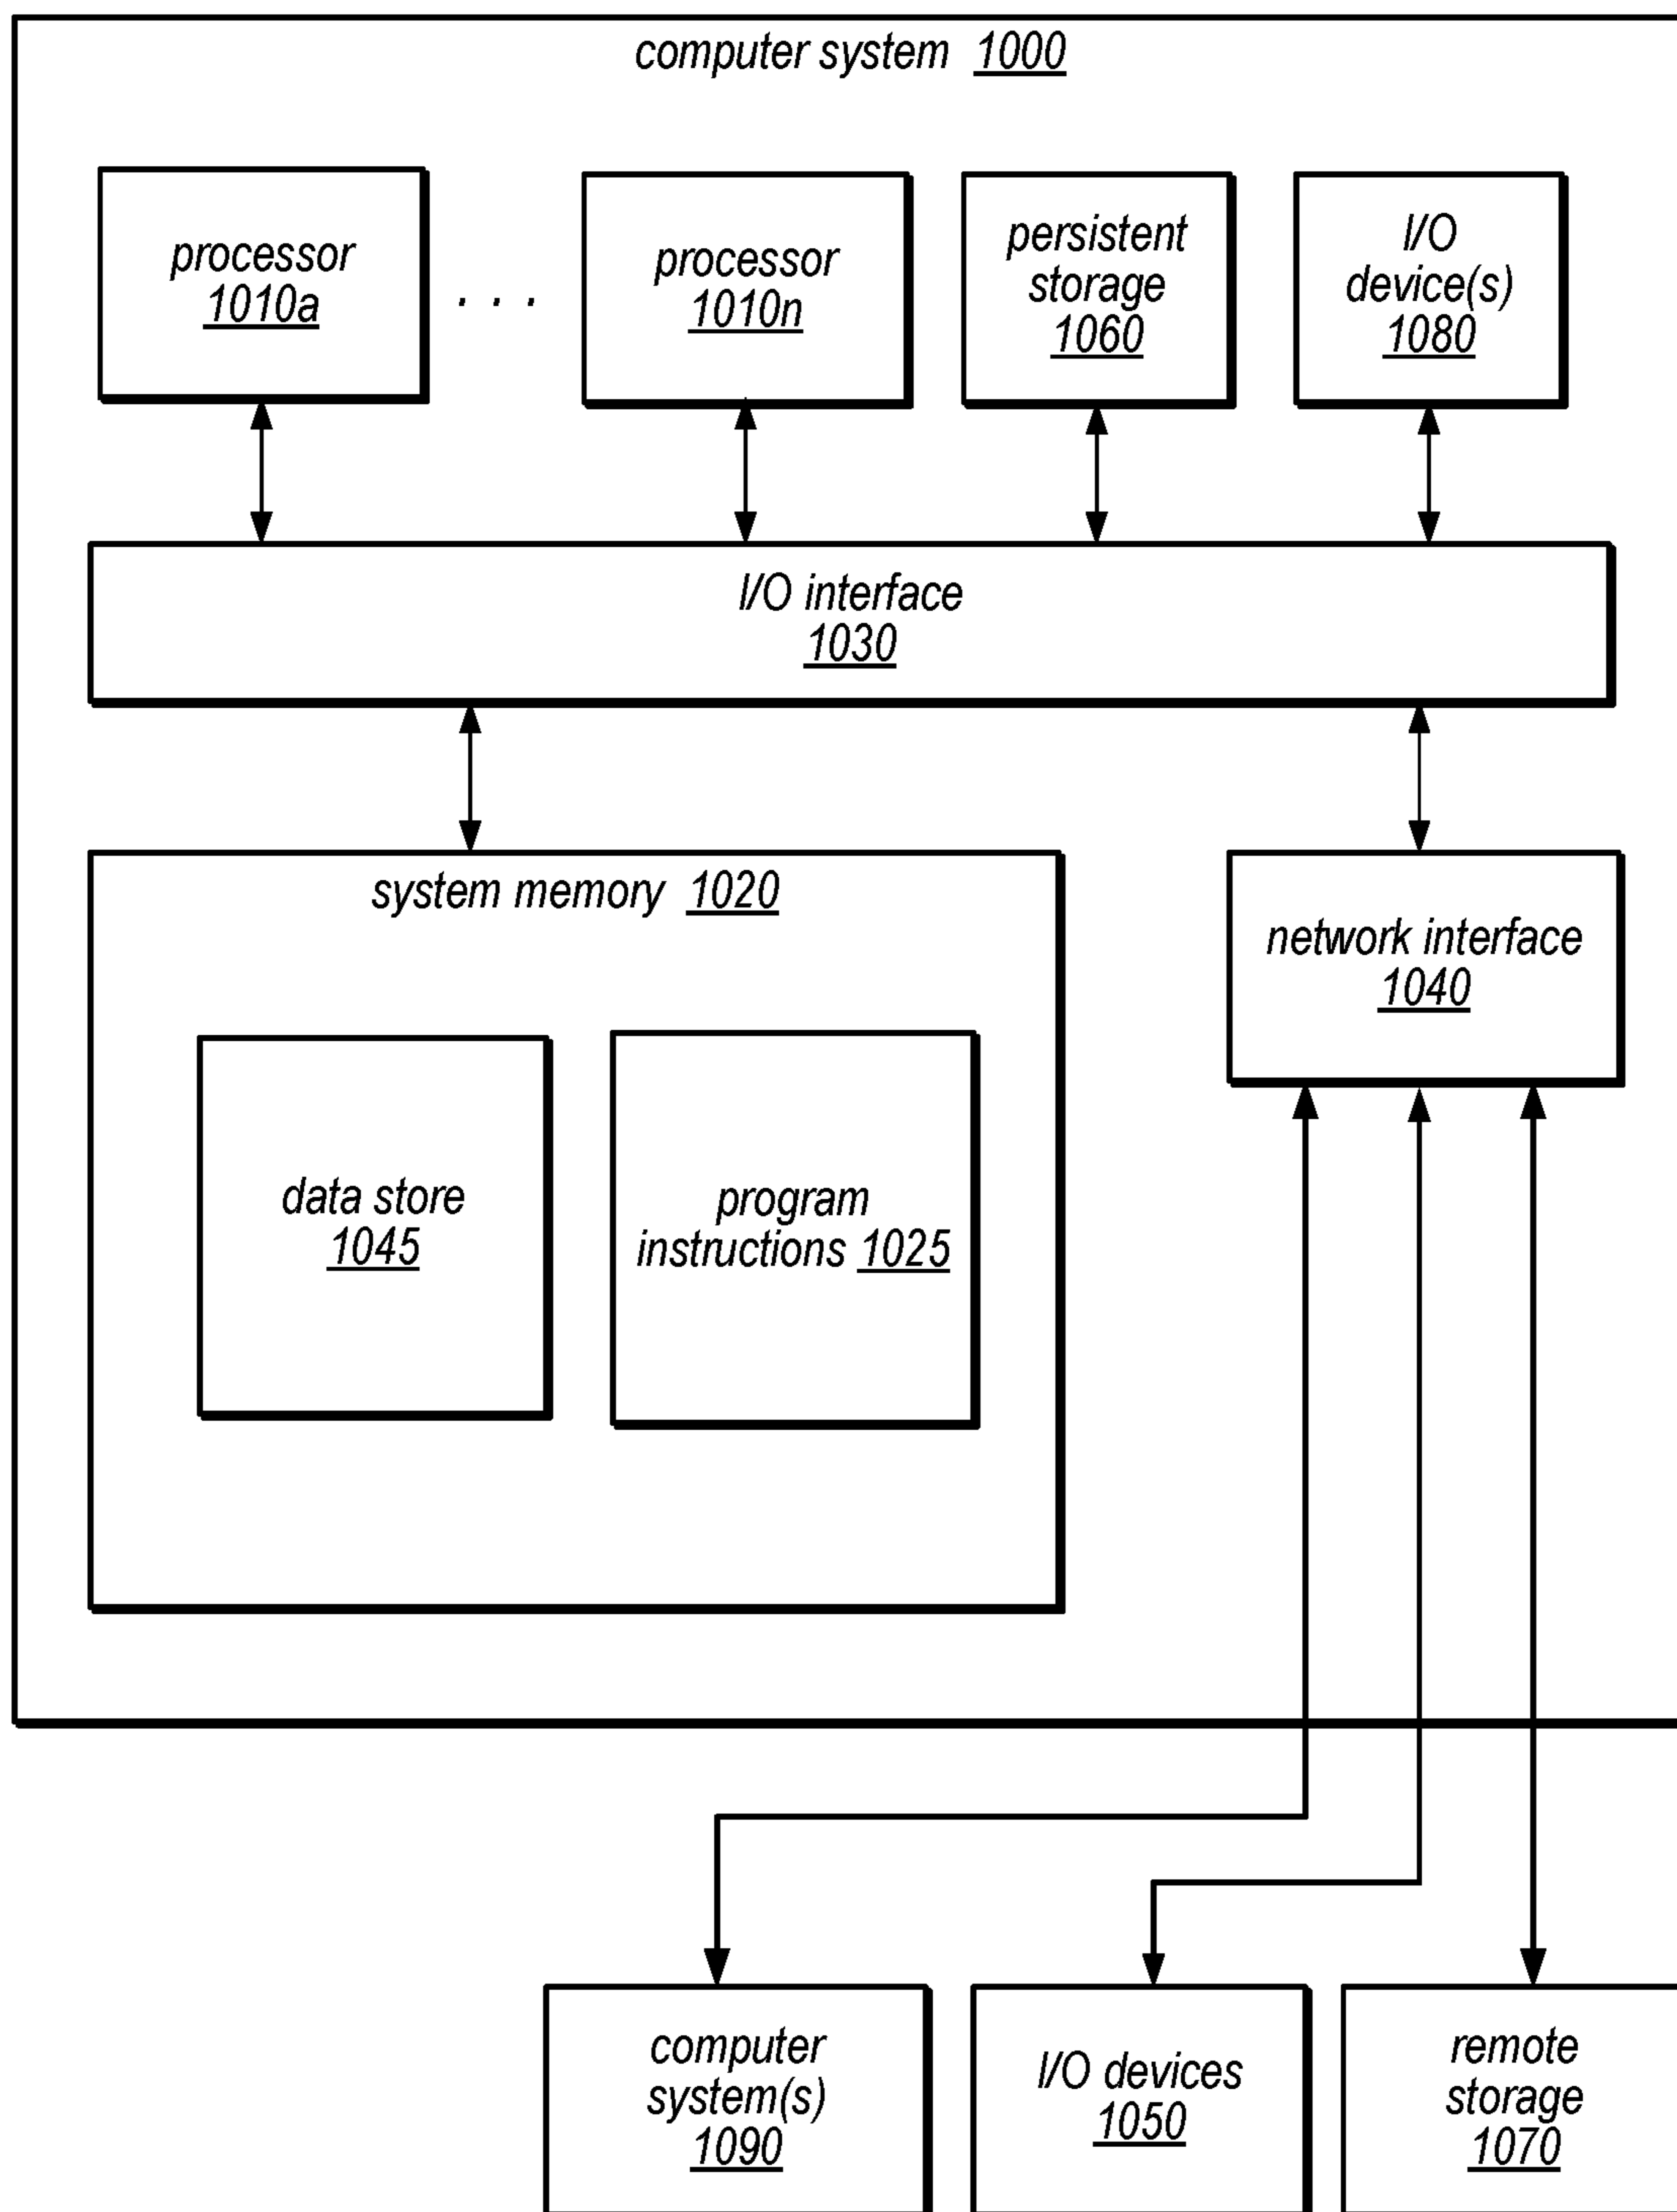 computer system 1000
processor
1010a
. . .
processor
1010n
persistent
storage
1060
I/O
device(s)
1080
I/O interface
1030
system memory 1020
network interface
1040
data store
1045
program
instructions 1025
computer
system(s)
1090
I/O devices
1050
remote
storage
1070